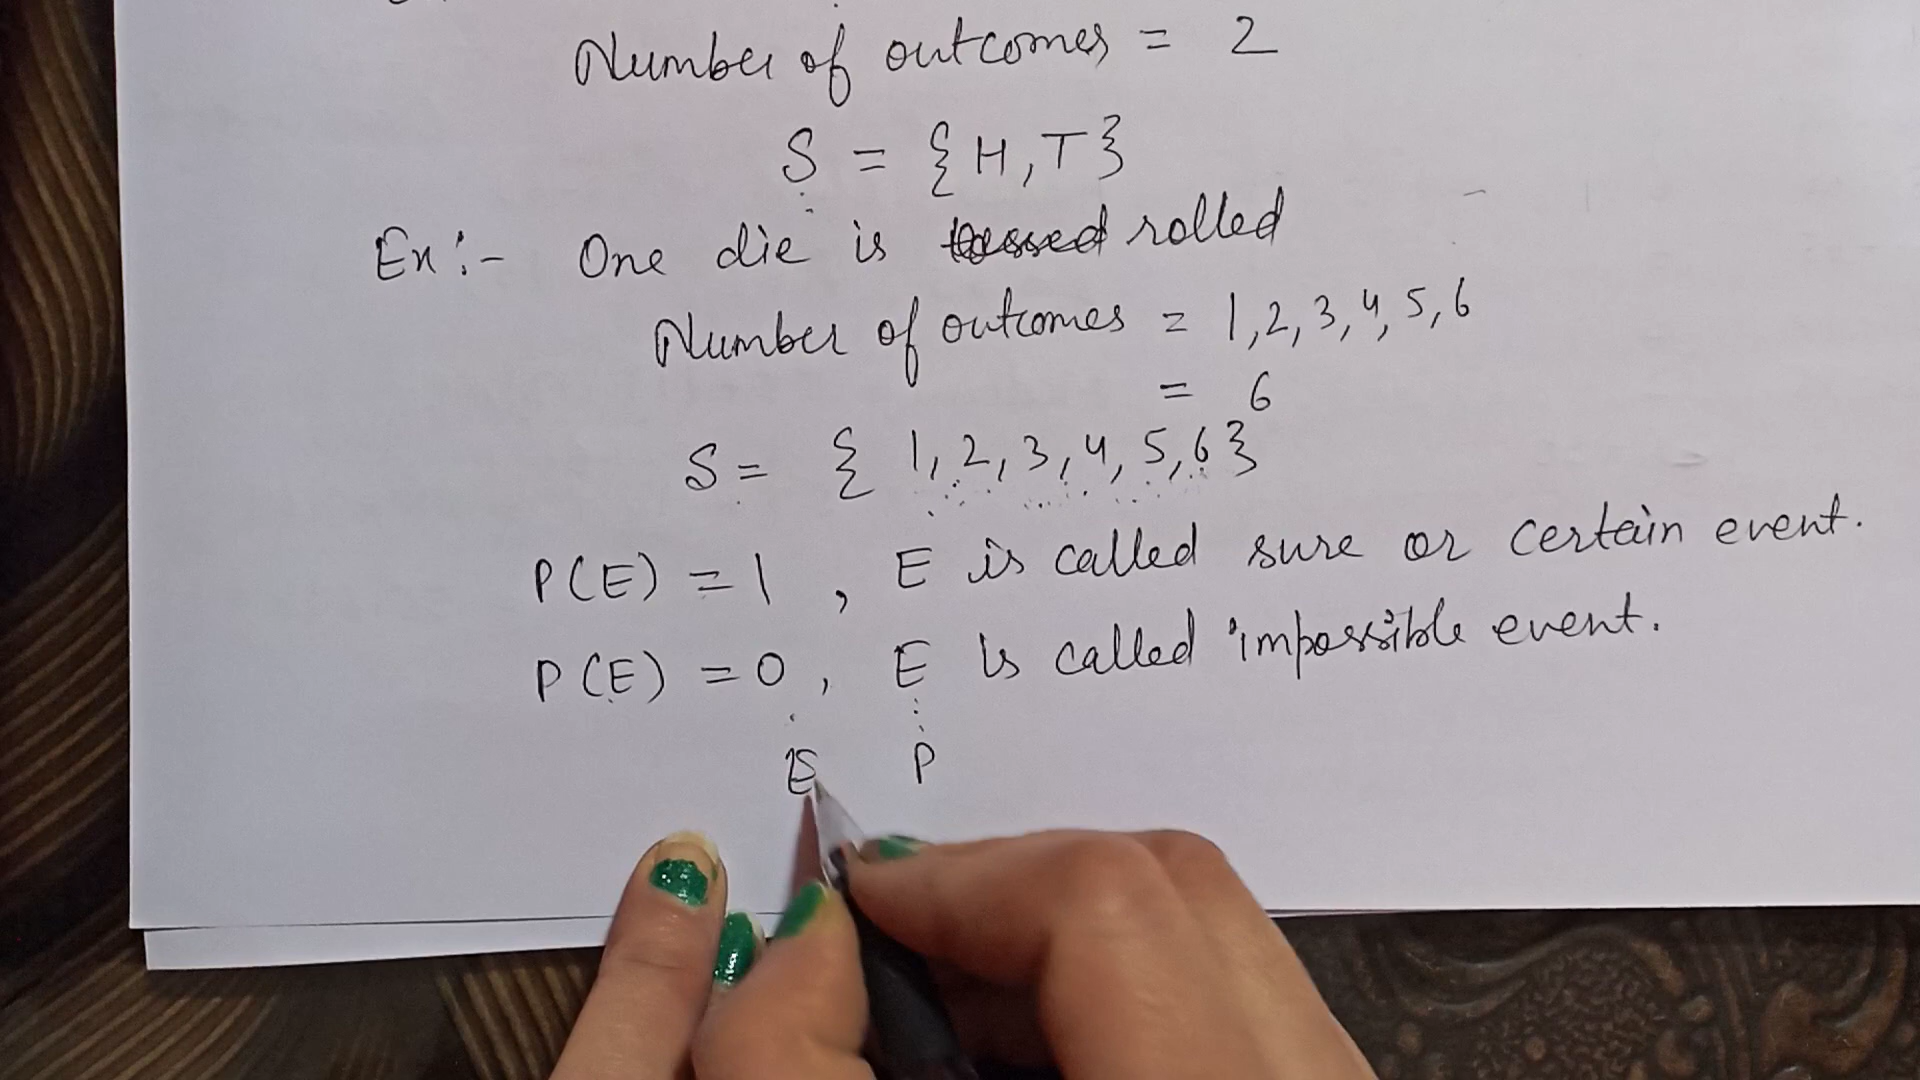 Number of outcomes = 2
S = {H,T}
Ex:- One die is tossed rolled
Number of outcomes = 1,2,3,4,5,6
= 6
S = { 1,2,3,4,5,6}
P(E) = 1 , E is called sure or certain event.
P(E) = 0 , E is called impossible event.
E P